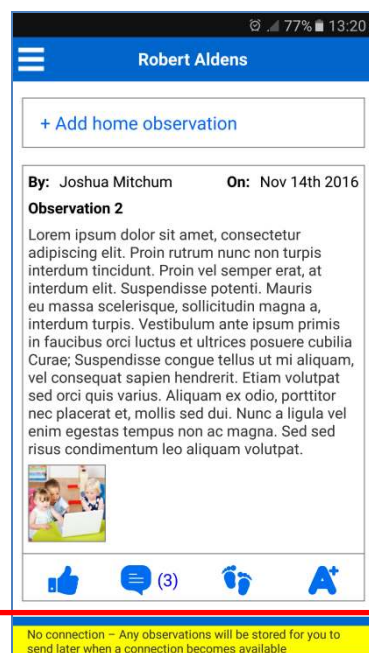 77% 13:20
Robert Aldens
+ Add home observation
By: Joshua Mitchum On: Nov 14th 2016
Observation 2
Lorem ipsum dolor sit amet, consectetur
adipiscing elit. Proin rutrum nunc non turpis
interdum tincidunt. Proin vel semper erat, at
interdum elit. Suspendisse potenti. Mauris
eu massa scelerisque, sollicitudin magna a,
interdum turpis. Vestibulum ante ipsum primis
in faucibus orci luctus et ultrices posuere cubilia
Curae; Suspendisse congue tellus ut mi aliquam,
vel consequat sapien hendrerit. Etiam volutpat
sed orci quis varius. Aliquam ex odio, porttitor
nec placerat et, mollis sed dui. Nunc a ligula vel
enim egestas tempus non ac magna. Sed sed
risus condimentum leo aliquam volutpat.
(3)
A+
No connection – Any observations will be stored for you to
send later when a connection becomes available